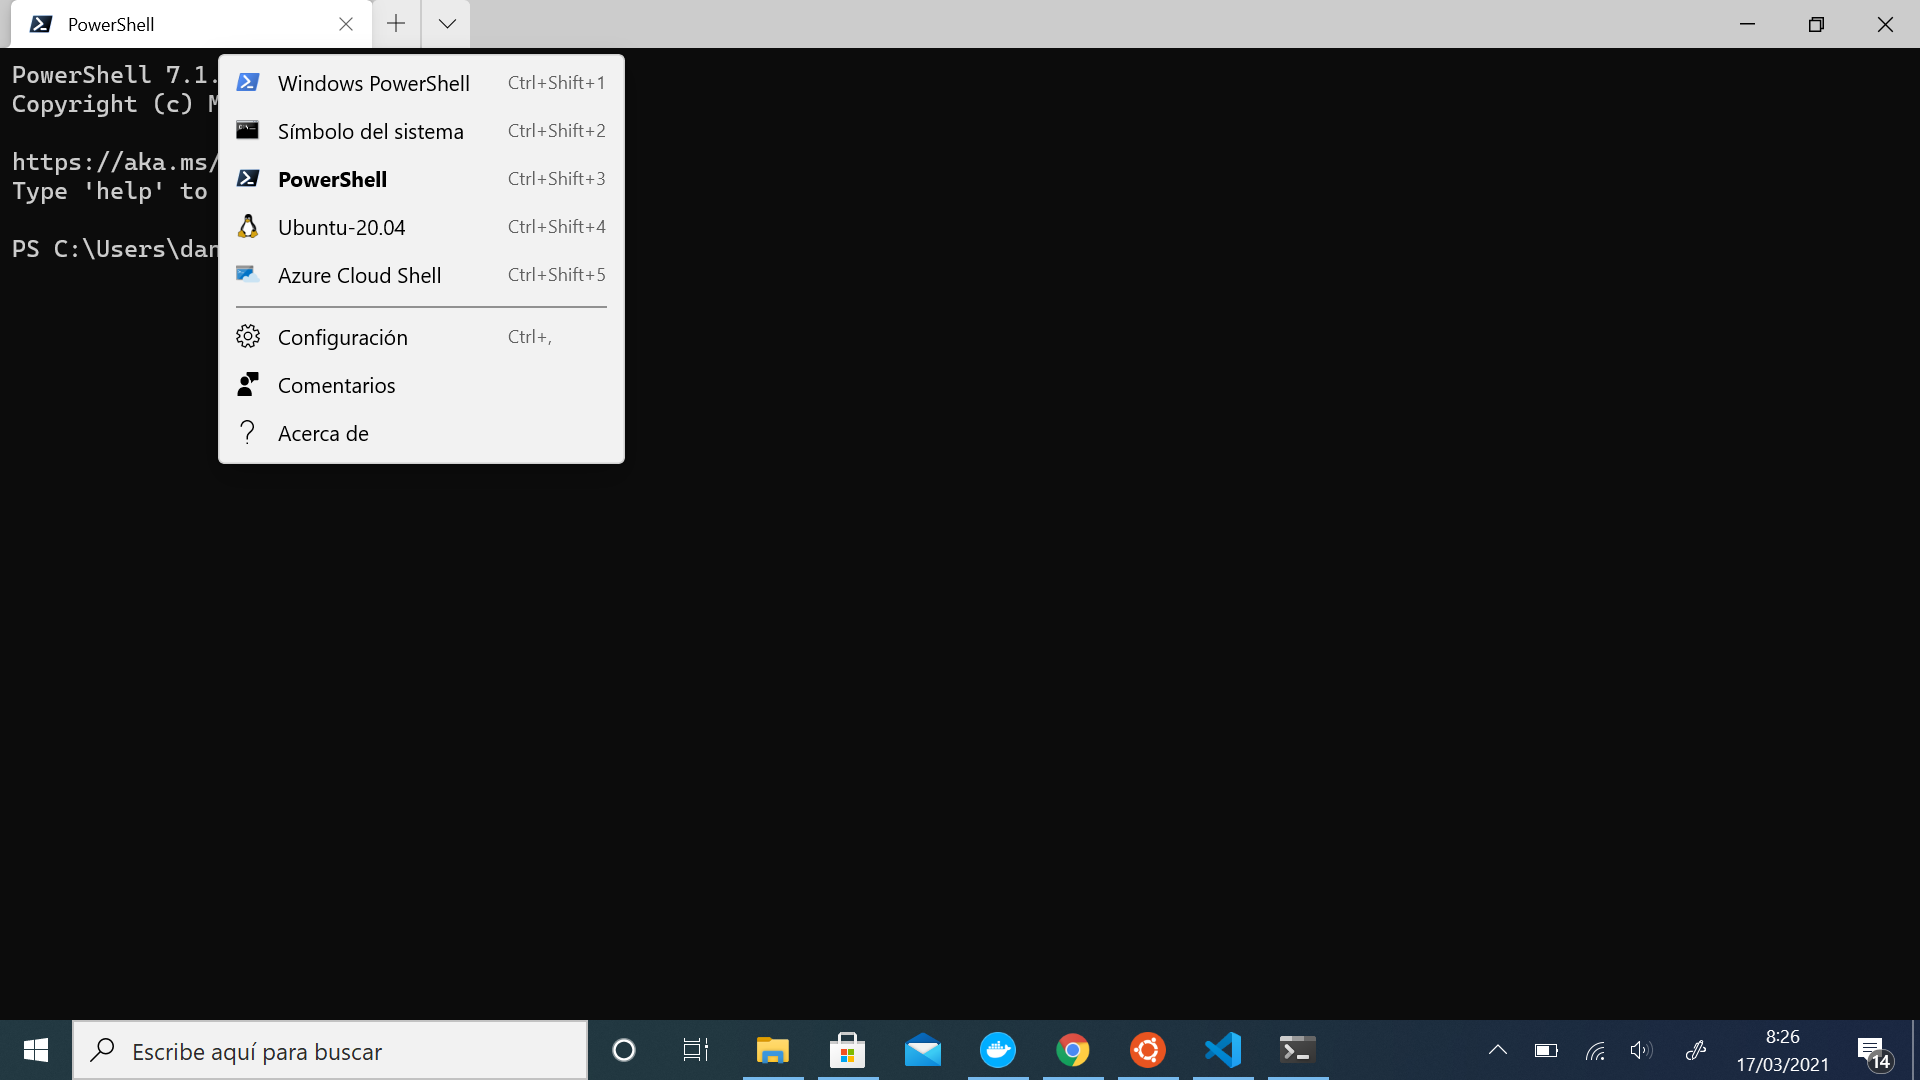 PowerShell
PowerShell 7.1.
Copyright (c)
https://aka.ms/
Type 'help' to
PS C:\Users\dan
Windows PowerShell Ctrl+Shift+1
Símbolo del sistema Ctrl+Shift+2
PowerShell Ctrl+Shift+3
Ubuntu-20.04 Ctrl+Shift+4
Azure Cloud Shell Ctrl+Shift+5
Configuración Ctrl+,
Comentarios
Acerca de
Escribe aquí para buscar
8:26
17/03/2021
14